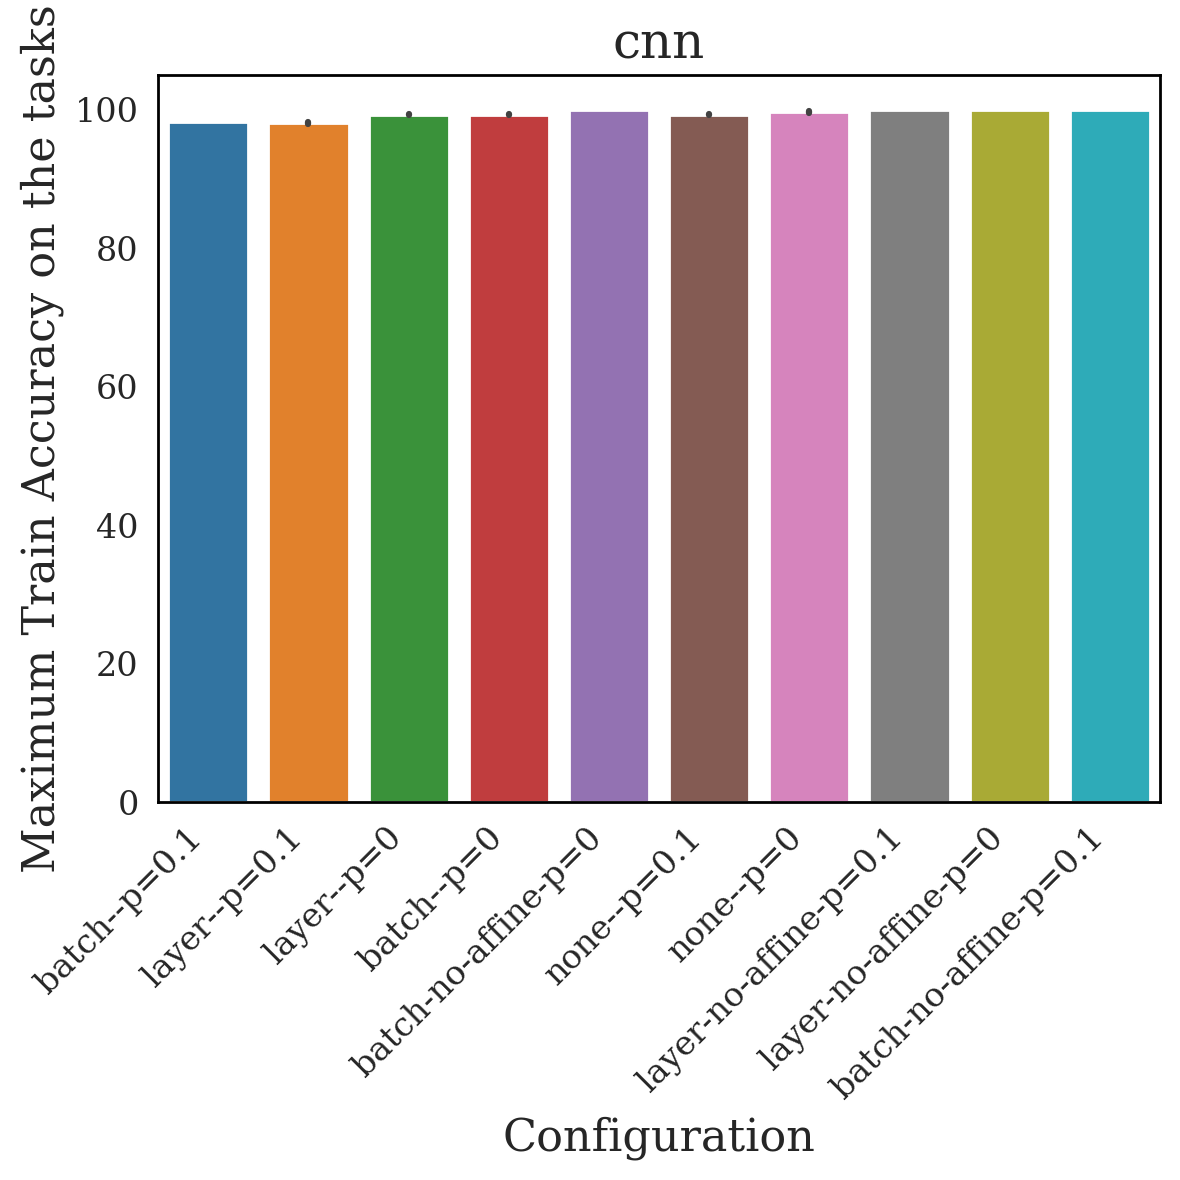 cnn
Maximum Train Accuracy on the tasks
100
80
60
40
20
0
batch--p=0.1
layer--p=0.1
layer--p=0
batch--p=0
batch-no-affine-p=0
none--p=0.1
none--p=0
layer-no-affine-p=0.1
layer-no-affine-p=0
batch-no-affine-p=0.1
Configuration